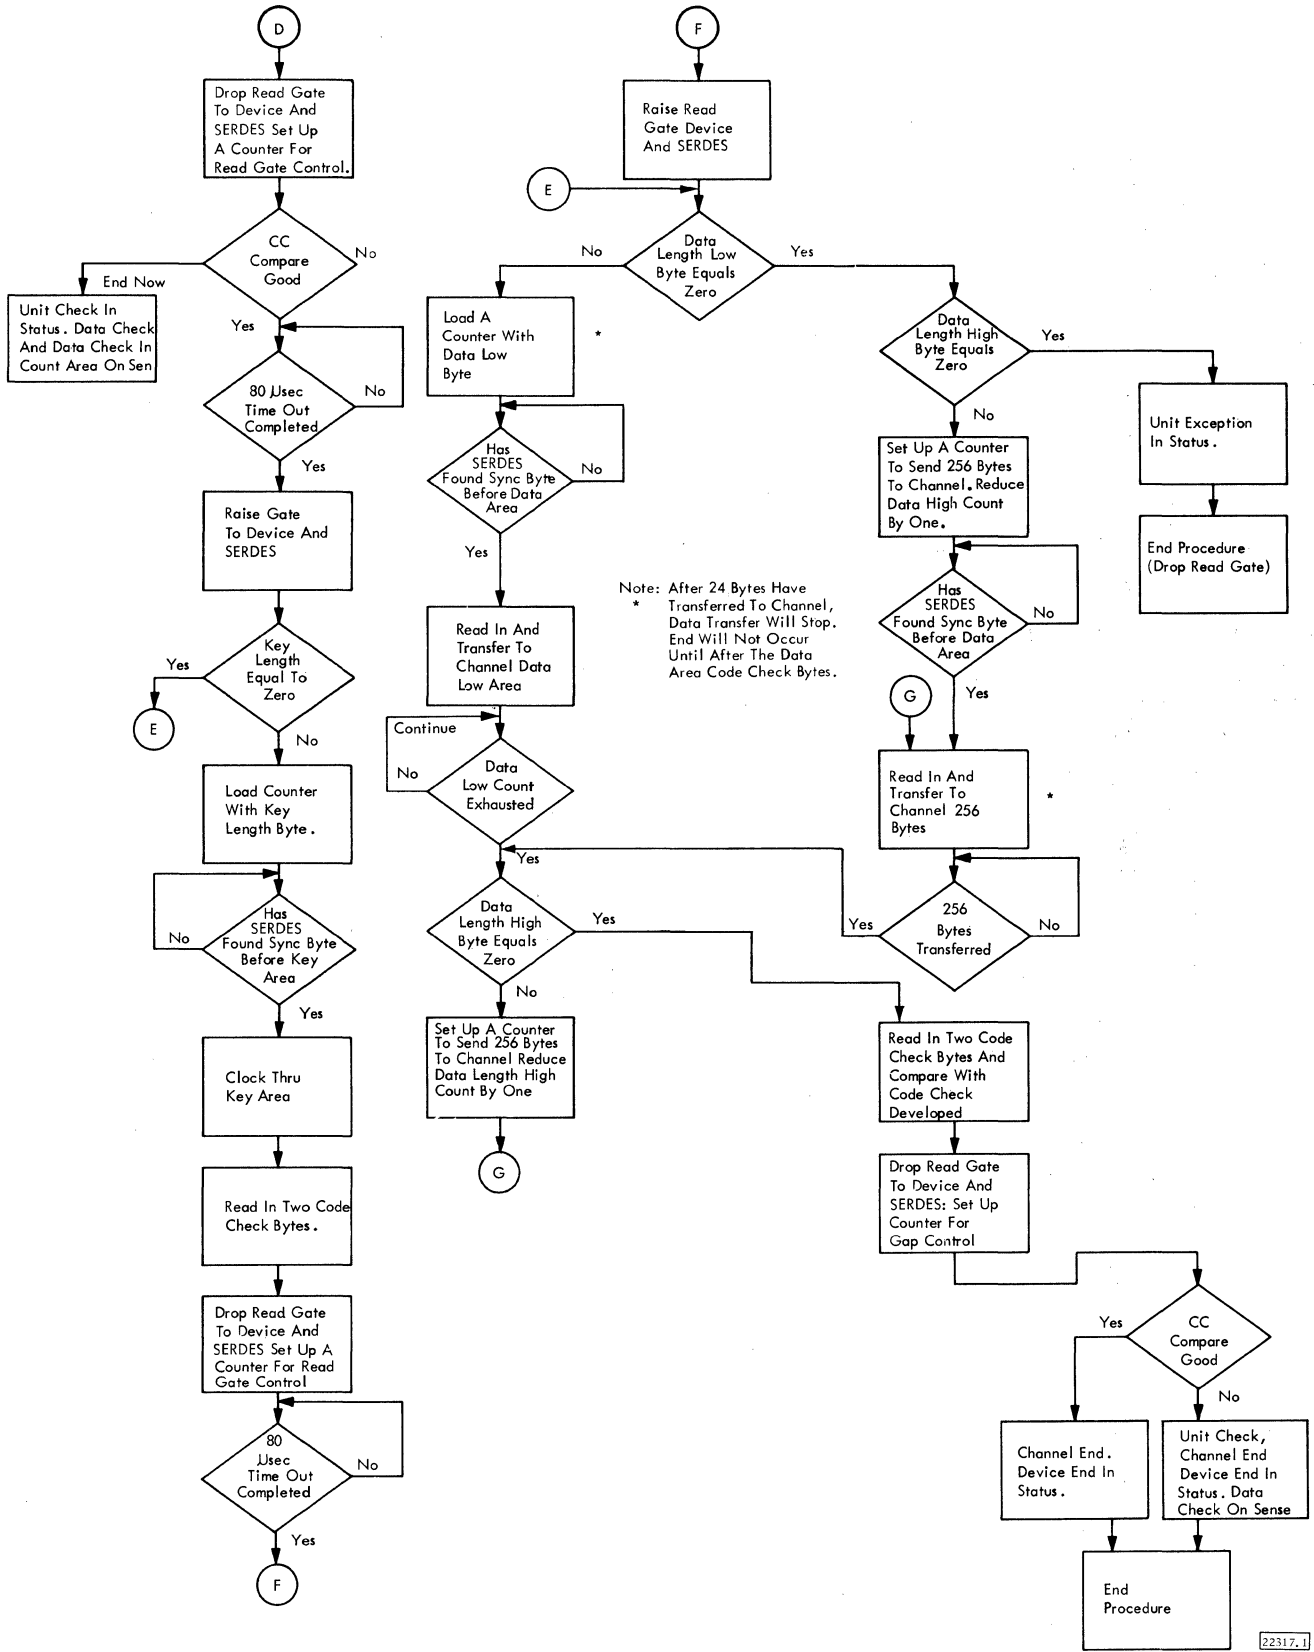 D
Drop Read Gate
To Device And
SERDES Set Up
A Counter For
Read Gate Control.
CC
Compare
Good
No
End Now
Unit Check In
Status. Data Check
And Data Check In
Count Area On Sen
Yes
80 µsec
Time Out
Completed
No
Yes
Raise Gate
To Device And
SERDES
Key
Length
Equal To
Zero
Yes
E
No
Load Counter
With Key
Length Byte.
Has
SERDES
Found Sync Byte
Before Key
Area
No
Yes
Clock Thru
Key Area
Read In Two Code
Check Bytes.
Drop Read Gate
To Device And
SERDES Set Up A
Counter For Read
Gate Control
80
µsec
Time Out
Completed
No
Yes
F
F
Raise Read
Gate Device
And SERDES
E
Data
Length Low
Byte Equals
Zero
No
Yes
Load A
Counter With
Data Low
Byte
*
Has
SERDES
Found Sync Byte
Before Data
Area
No
Yes
Read In And
Transfer To
Channel Data
Low Area
Continue
No
Data
Low Count
Exhausted
Yes
Data
Length High
Byte Equals
Zero
Yes
No
Set Up A Counter
To Send 256 Bytes
To Channel Reduce
Data Length High
Count By One
G
Note: After 24 Bytes Have
* Transferred To Channel,
Data Transfer Will Stop.
End Will Not Occur
Until After The Data
Area Code Check Bytes.
Data
Length High
Byte Equals
Zero
Yes
Unit Exception
In Status.
End Procedure
(Drop Read Gate)
No
Set Up A Counter
To Send 256 Bytes
To Channel. Reduce
Data High Count
By One.
Has
SERDES
Found Sync Byte
Before Data
Area
No
Yes
G
Read In And
Transfer To
Channel 256
Bytes
*
256
Bytes
Transferred
Yes
No
Read In Two Code
Check Bytes And
Compare With
Code Check
Developed
Drop Read Gate
To Device And
SERDES: Set Up
Counter For
Gap Control
CC
Compare
Good
Yes
No
Channel End.
Device End In
Status.
Unit Check,
Channel End
Device End In
Status. Data
Check On Sense
End
Procedure
22317.1